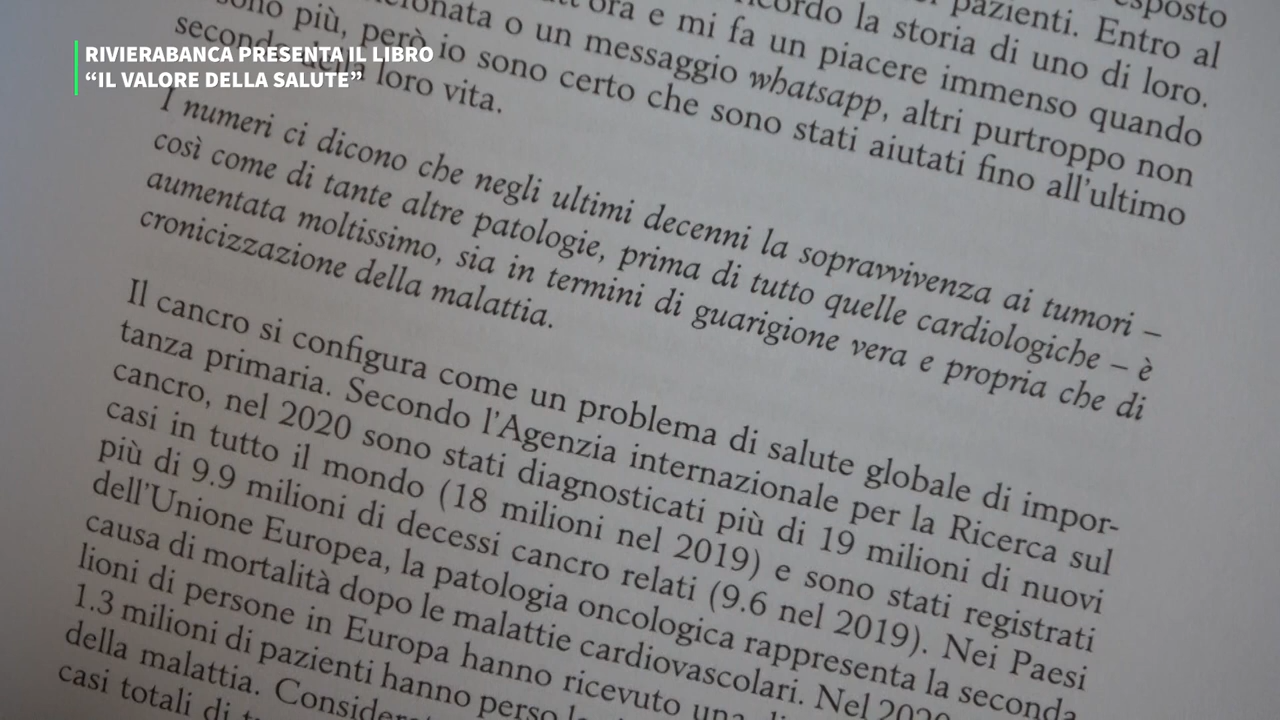 RIVIERABANCA PRESENTA IL LIBRO
“IL VALORE DELLA SALUTE”
esposto
pazienti. Entro al
ricordo la storia di uno di loro.
ora e mi fa un piacere immenso quando
o un messaggio whatsapp, altri purtroppo non
sono più, però io sono certo che sono stati aiutati fino all’ultimo
secondo della loro vita.
I numeri ci dicono che negli ultimi decenni la sopravvivenza ai tumori –
così come di tante altre patologie, prima di tutto quelle cardiologiche – è
aumentata moltissimo, sia in termini di guarigione vera e propria che di
cronicizzazione della malattia.
Il cancro si configura come un problema di salute globale di impor-
tanza primaria. Secondo l’Agenzia internazionale per la Ricerca sul
cancro, nel 2020 sono stati diagnosticati più di 19 milioni di nuovi
casi in tutto il mondo (18 milioni nel 2019) e sono stati registrati
più di 9.9 milioni di decessi cancro relati (9.6 nel 2019). Nei Paesi
dell’Unione Europea, la patologia oncologica rappresenta la seconda
causa di mortalità dopo le malattie cardiovascolari. Nel 2020
lioni di persone in Europa hanno ricevuto una
1.3 milioni di pazienti hanno perso
della malattia.
casi totali di